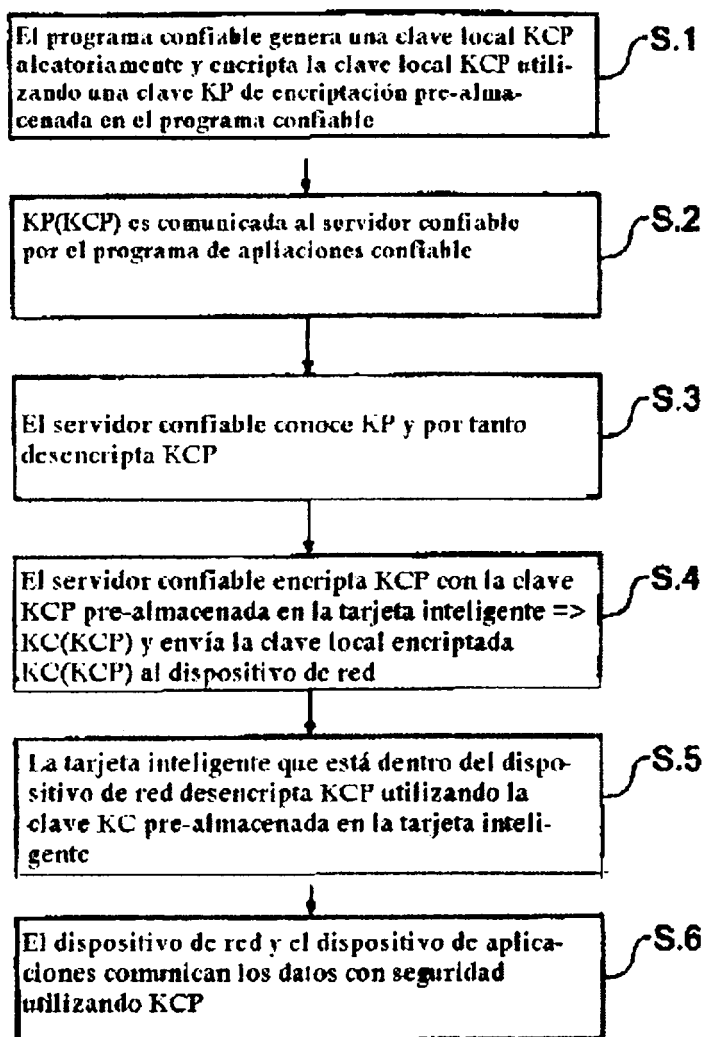 El programa confiable genera una clave local KCP
aleatoriamente y encripta la clave local KCP utili-
zando una clave KP de encriptación pre-alma-
cenada en el programa confiable
S.1
KP(KCP) es comunicada al servidor confiable
por el programa de apliaciones confiable
S.2
El servidor confiable conoce KP y por tanto
desencripta KCP
S.3
El servidor confiable encripta KCP con la clave
KCP pre-almacenada en la tarjeta inteligente =>
KC(KCP) y envía la clave local encriptada
KC(KCP) al dispositivo de red
S.4
La tarjeta inteligente que está dentro del dispo-
sitivo de red desencripta KCP utilizando la
clave KC pre-almacenada en la tarjeta inteli-
gente
S.5
El dispositivo de red y el dispositivo de aplica-
ciones comunican los datos con seguridad
utilizando KCP
S.6